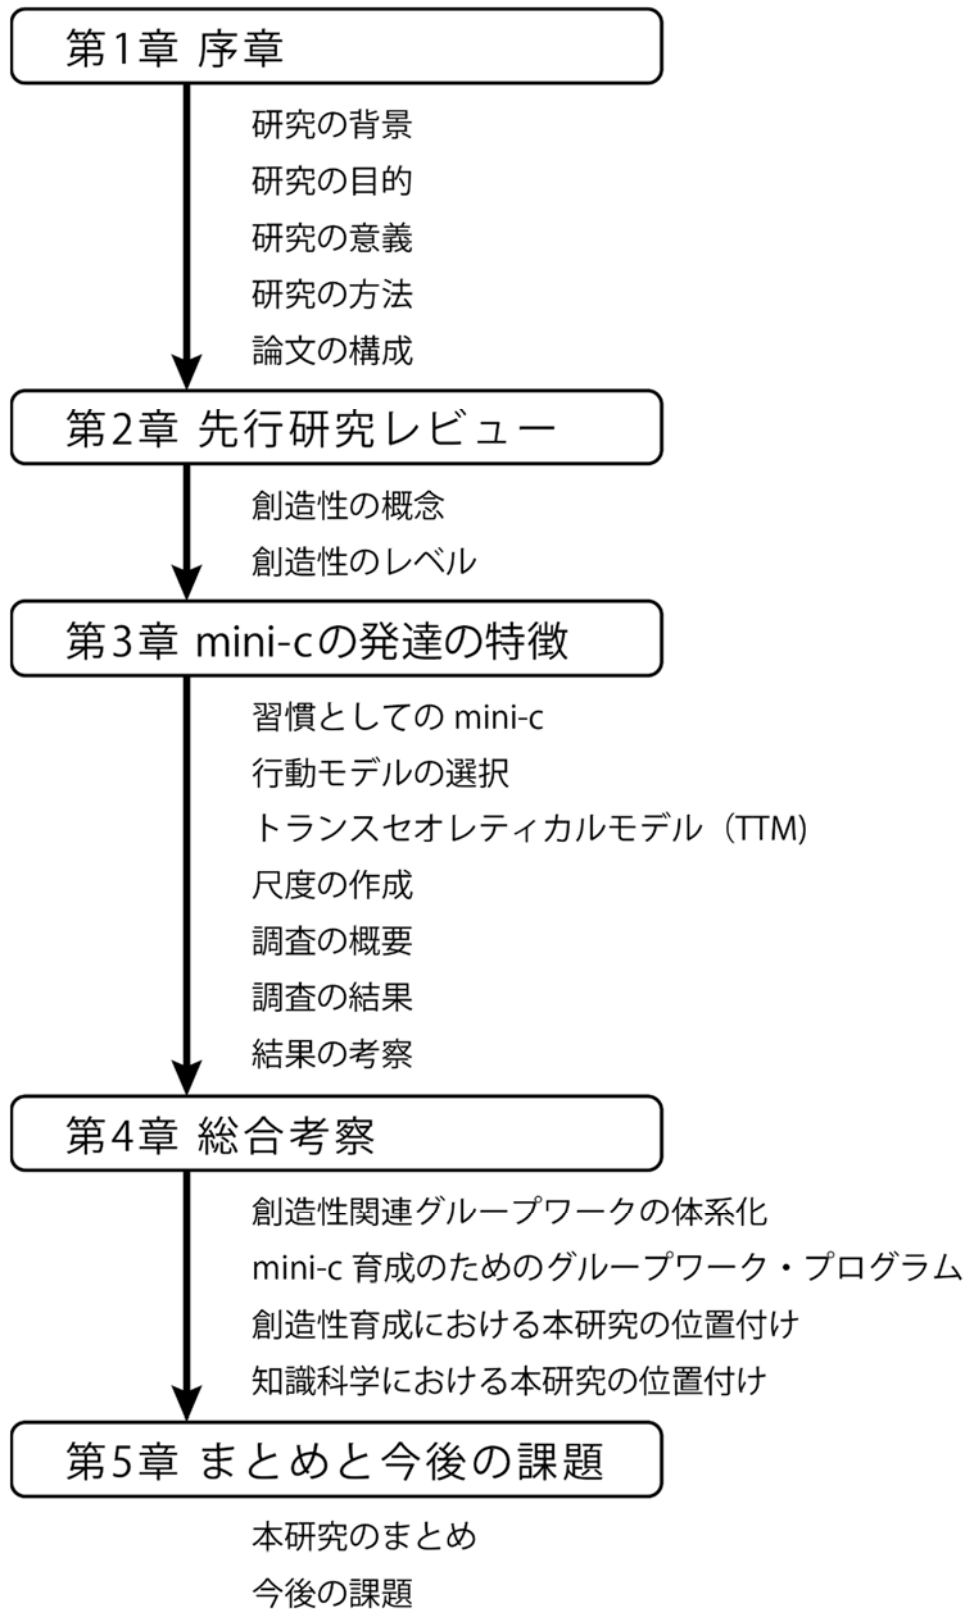 第1章 序章
研究の背景
研究の目的
研究の意義
研究の方法
論文の構成
第2章 先行研究レビュー
創造性の概念
創造性のレベル
第3章 mini-cの発達の特徴
習慣としての mini-c
行動モデルの選択
トランスセオレティカルモデル（TTM)
尺度の作成
調査の概要
調査の結果
結果の考察
第4章 総合考察
創造性関連グループワークの体系化
mini-c 育成のためのグループワーク・プログラム
創造性育成における本研究の位置付け
知識科学における本研究の位置付け
第5章 まとめと今後の課題
本研究のまとめ
今後の課題